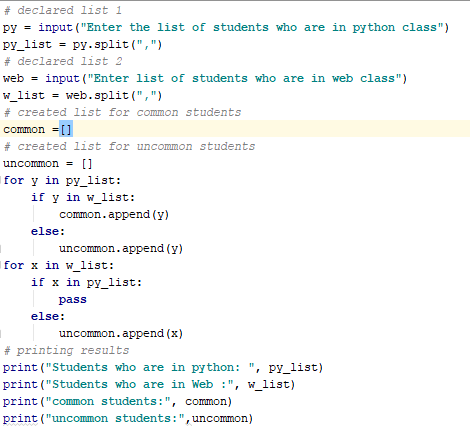 # declared list 1
py = input("Enter the list of students who are in python class")
py_list = py.split(",")
# declared list 2
web = input("Enter list of students who are in web class")
w_list = web.split(",")
# created list for common students
common =[]
# created list for uncommon students
uncommon = []
for y in py_list:
    if y in w_list:
        common.append(y)
    else:
        uncommon.append(y)
for x in w_list:
    if x in py_list:
        pass
    else:
        uncommon.append(x)
# printing results
print("Students who are in python: ", py_list)
print("Students who are in Web :", w_list)
print("common students:", common)
print("uncommon students:",uncommon)